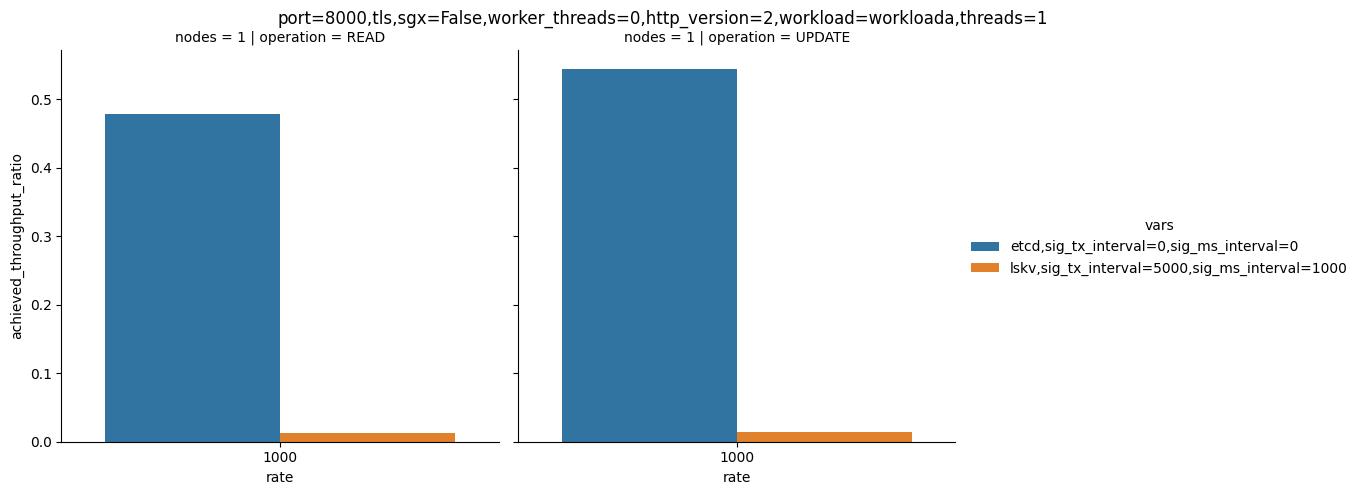 port=8000,tls,sgx=False,worker_threads=0,http_version=2,workload=workloada,threads=1
nodes = 1 | operation = READ
nodes = 1 | operation = UPDATE
achieved_throughput_ratio
0.5
0.4
0.3
0.2
0.1
0.0
1000
rate
1000
rate
vars
etcd,sig_tx_interval=0,sig_ms_interval=0
lskv,sig_tx_interval=5000,sig_ms_interval=1000